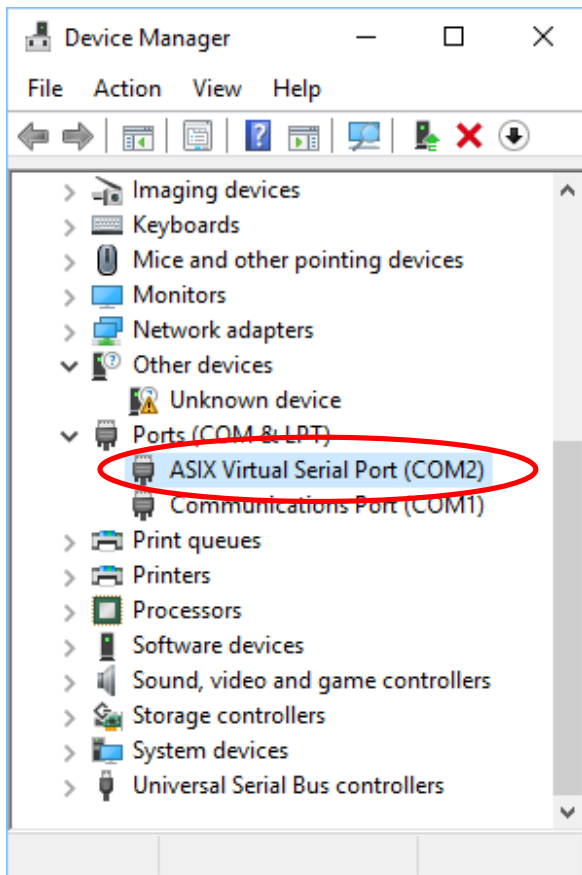 Device Manager
File Action View Help
Imaging devices
Keyboards
Mice and other pointing devices
Monitors
Network adapters
Other devices
Unknown device
Ports (COM & LPT)
ASIX Virtual Serial Port (COM2)
Communications Port (COM1)
Print queues
Printers
Processors
Software devices
Sound, video and game controllers
Storage controllers
System devices
Universal Serial Bus controllers